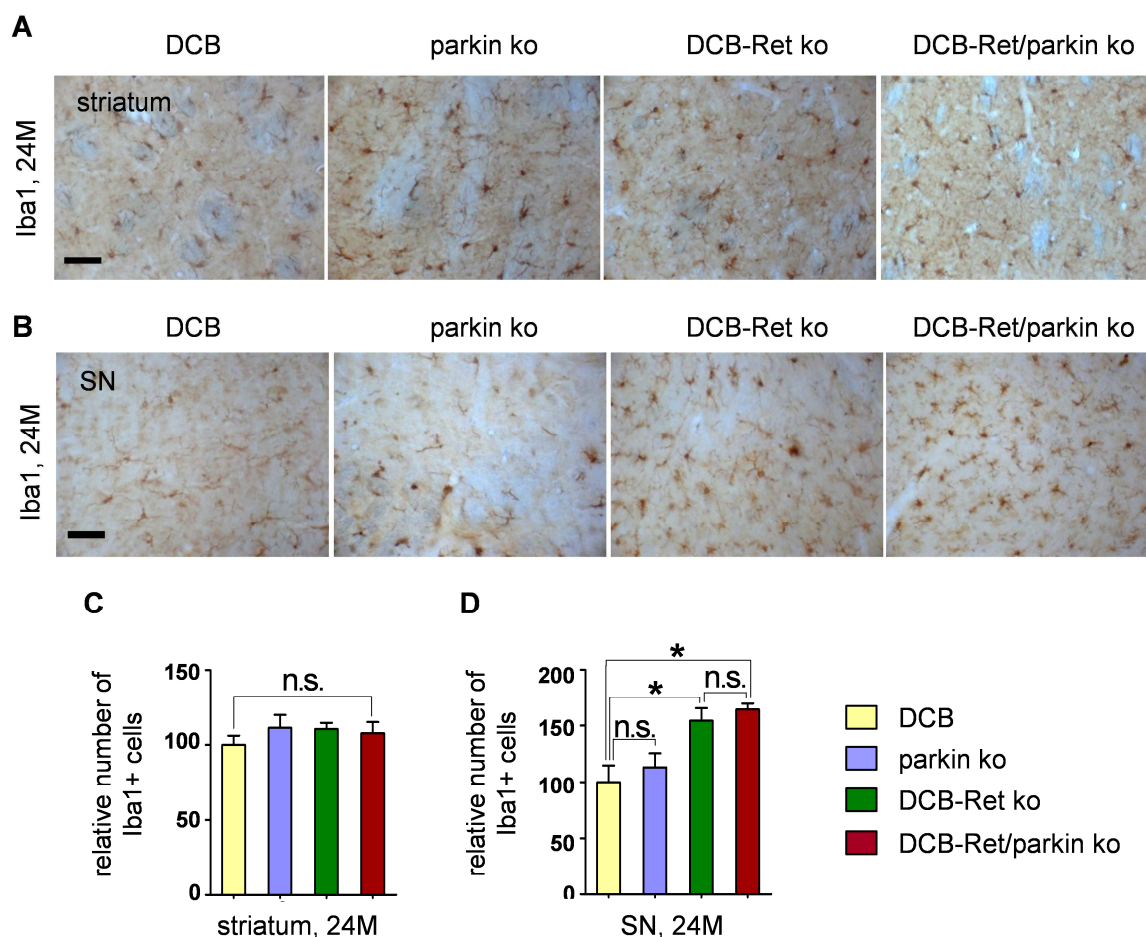 A
DCB parkin ko DCB-Ret ko DCB-Ret/parkin ko
Iba1, 24M
striatum
B
DCB parkin ko DCB-Ret ko DCB-Ret/parkin ko
Iba1, 24M
SN
C
relative number of
Iba1+ cells
150
100
50
0
n.s.
striatum, 24M
D
relative number of
Iba1+ cells
200
150
100
50
0
*
*
n.s.
n.s.
SN, 24M
DCB
parkin ko
DCB-Ret ko
DCB-Ret/parkin ko